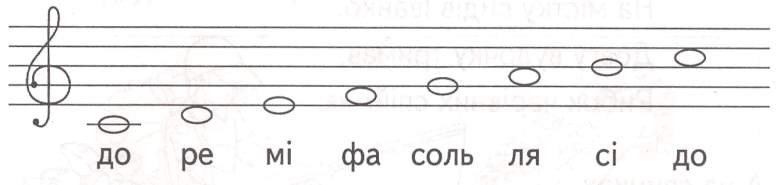 до ре мі фа соль ля сі до